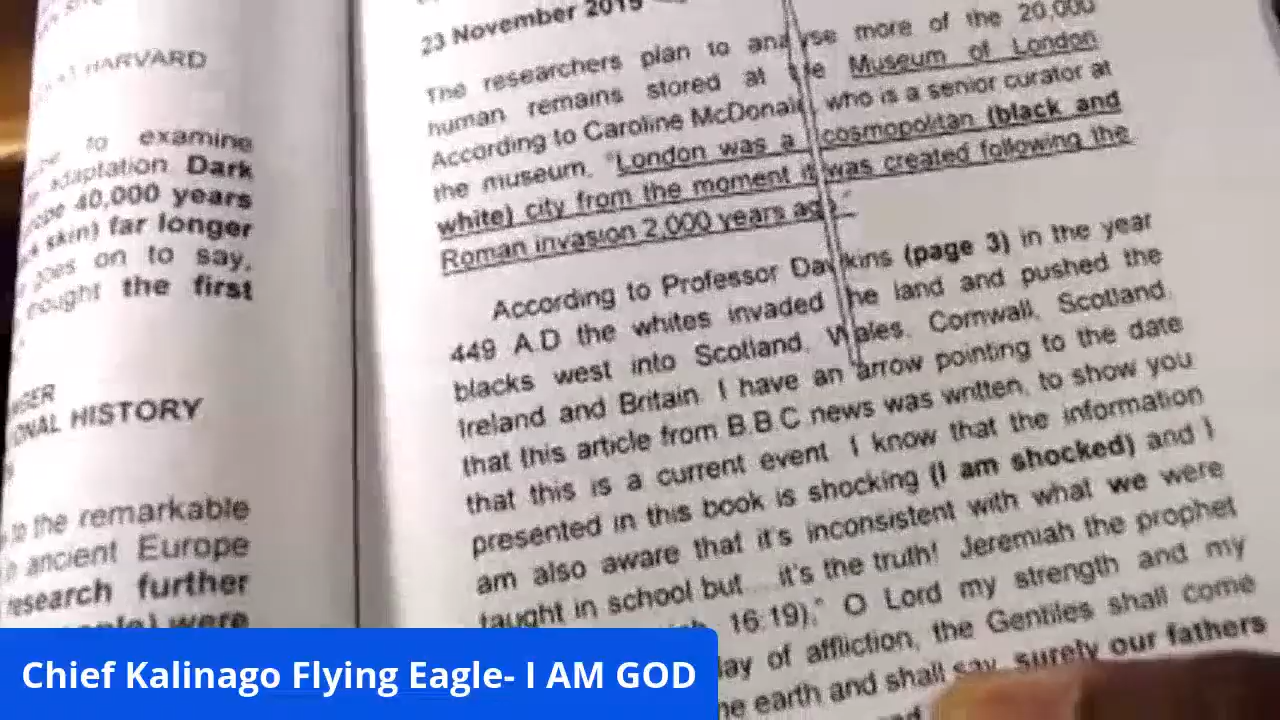 HARVARD
to examine
adaptation Dark
40,000 years
skin) far longer
goes on to say,
the first
ONAL HISTORY
to the remarkable
ancient Europe
research further
were
23 November 2015
The researchers plan to analyse more of the 20,000
human remains stored at the Museum of London
According to Caroline McDonald, who is a senior curator at
the museum, "London was a cosmopolitan (black and
white) city from the moment it was created following the
Roman invasion 2,000 years ago."
According to Professor Dawkins (page 3) in the year
449 A.D the whites invaded the land and pushed the
blacks west into Scotland, Wales, Cornwall, Scotland,
Ireland and Britain. I have an arrow pointing to the date
that this article from B.B.C.news was written, to show you
that this is a current event. I know that the information
presented in this book is shocking (I am shocked) and I
am also aware that it's inconsistent with what we were
taught in school but....it's the truth! Jeremiah the prophet
16:19)," O Lord my strength and my
day of affliction, the Gentiles shall come
earth and shall say, surely our fathers
Chief Kalinago Flying Eagle- I AM GOD